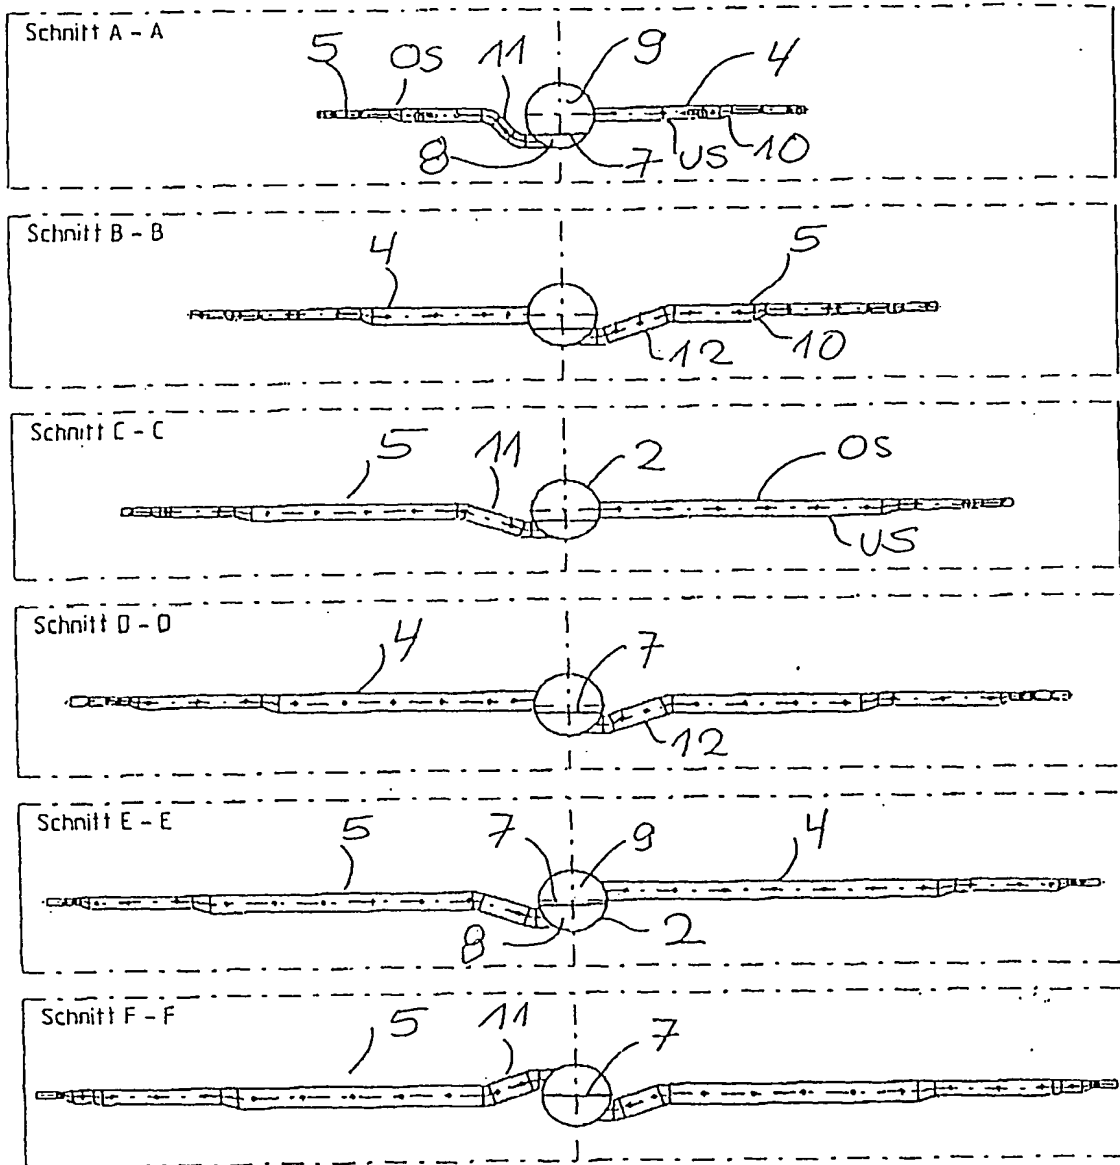 Schnitt A - A
5 OS 11 9 4
8 7 US 10
Schnitt B - B
4 5
12 10
Schnitt C - C
5 11 2 OS
US
Schnitt D - D
4 7
12
Schnitt E - E
5 7 9 4
8 2
Schnitt F - F
5 11 7